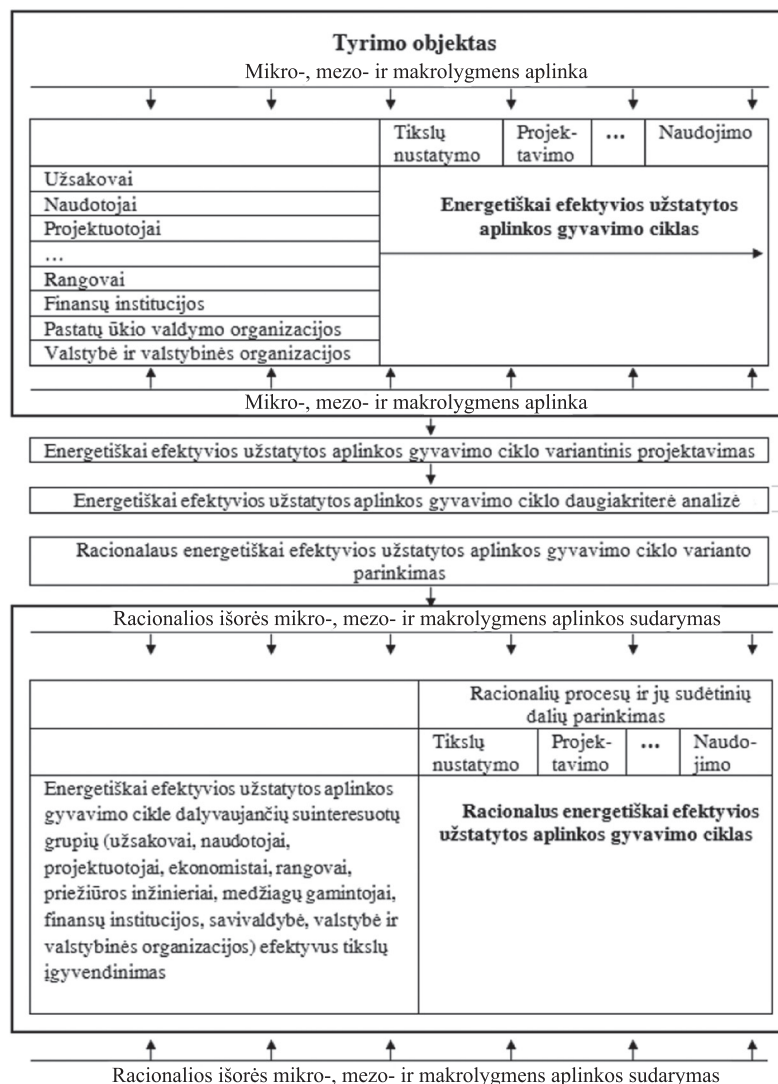 Tyrimo objektas
Mikro-, mezo- ir makrolygmens aplinka
Tikslų
nustatymo
Projek-
tavimo
...
Naudojimo
Užsakovai
Naudotojai
Projektuotojai
...
Rangovai
Finansų institucijos
Pastatų ūkio valdymo organizacijos
Valstybė ir valstybinės organizacijos
Energetiškai efektyvios užstatytos
aplinkos gyvavimo ciklas
Mikro-, mezo- ir makrolygmens aplinka
Energetiškai efektyvios užstatytos aplinkos gyvavimo ciklo variantinis projektavimas
Energetiškai efektyvios užstatytos aplinkos gyvavimo ciklo daugiakriterė analizė
Racionalaus energetiškai efektyvios užstatytos aplinkos gyvavimo ciklo varianto
parinkimas
Racionalios išorės mikro-, mezo- ir makrolygmens aplinkos sudarymas
Racionalių procesų ir jų sudėtinių
dalių parinkimas
Tikslų
nustatymo
Projek-
tavimo
...
Naudo-
jimo
Energetiškai efektyvios užstatytos aplinkos
gyvavimo cikle dalyvaujančių suinteresuotų
grupių (užsakovai, naudotojai,
projektuotojai, ekonomistai, rangovai,
priežiūros inžinieriai, medžiagų gamintojai,
finansų institucijos, savivaldybė, valstybė ir
valstybinės organizacijos) efektyvus tikslų
įgyvendinimas
Racionalus energetiškai efektyvios
užstatytos aplinkos gyvavimo ciklas
Racionalios išorės mikro-, mezo- ir makrolygmens aplinkos sudarymas